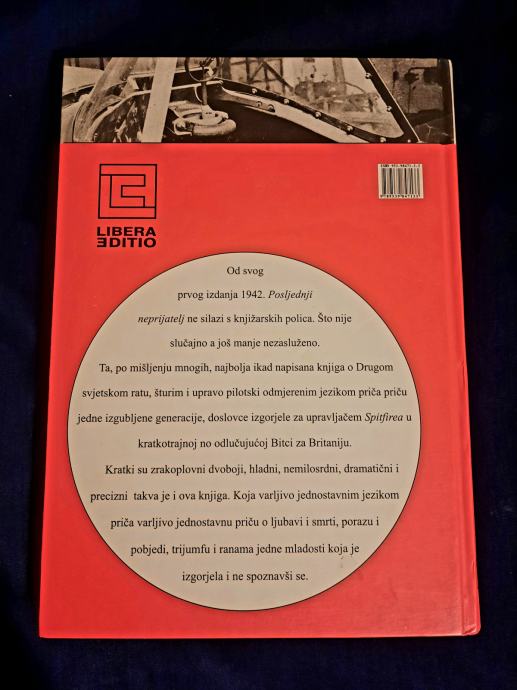 LIBERA
EDITIO
Od svog
prvog izdanja 1942. Posljednji
neprijatelj ne silazi s knjižarskih polica. Što nije
slučajno a još manje nezasluženo.
Ta, po mišljenju mnogih, najbolja ikad napisana knjiga o Drugom
svjetskom ratu, šturim i upravo pilotski odmjerenim jezikom priča priču
jedne izgubljene generacije, doslovce izgorjele za upravljačem Spitfirea u
kratkotrajnoj no odlučujućoj Bitci za Britaniju.
Kratki su zrakoplovni dvoboji, hladni, nemilosrdni, dramatični i
precizni takva je i ova knjiga. Koja varljivo jednostavnim jezikom
priča varljivo jednostavnu priču o ljubavi i smrti, porazu i
pobjedi, trijumfu i ranama jedne mladosti koja je
izgorjela i ne spoznavši se.